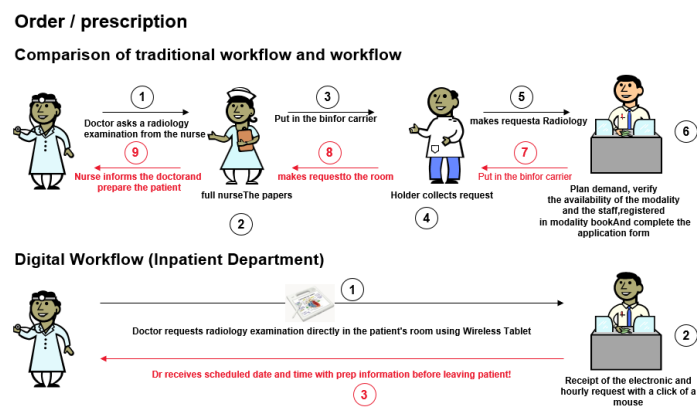 Order / prescription
Comparison of traditional workflow and workflow
1
Doctor asks a radiology
examination from the nurse
3
Put in the binfor carrier
5
makes requesta Radiology
6
9
Nurse informs the doctorand
prepare the patient
8
makes requestto the room
7
Put in the binfor carrier
full nurseThe papers
2
Holder collects request
4
Plan demand, verify
the availability of the modality
and the staff,registered
in modality bookAnd complete the
application form
Digital Workflow (Inpatient Department)
1
Doctor requests radiology examination directly in the patient's room using Wireless Tablet
2
Dr receives scheduled date and time with prep information before leaving patient!
3
Receipt of the electronic and
hourly request with a click of a
mouse